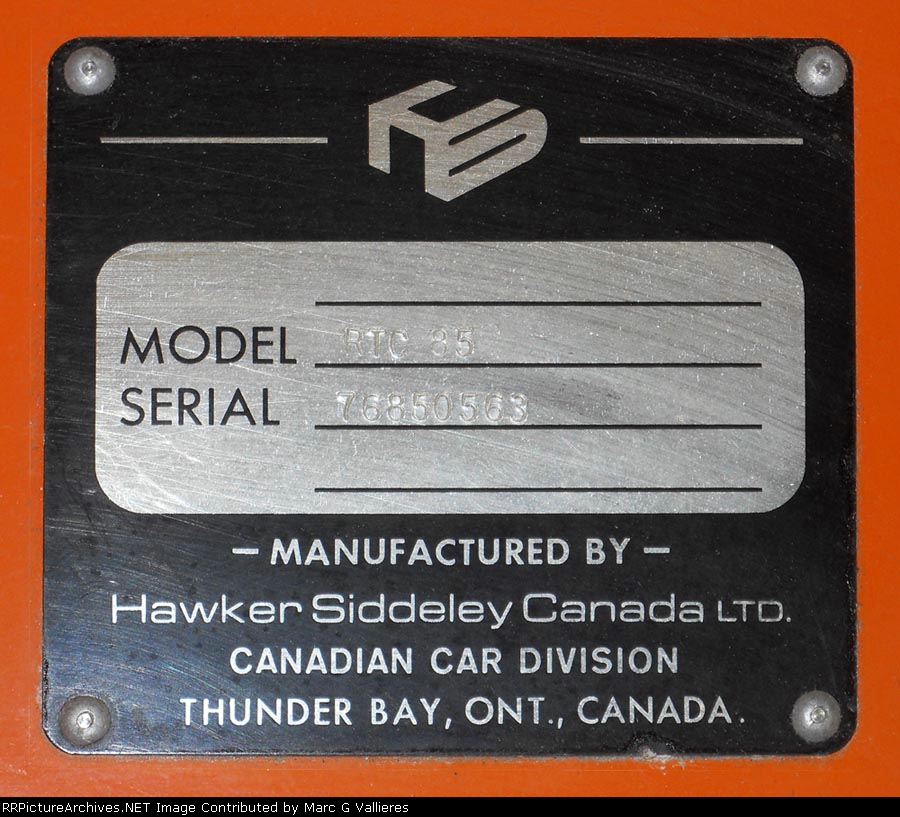 HS
MODEL RTC 85
SERIAL 76850563
— MANUFACTURED BY —
Hawker Siddeley Canada LTD.
CANADIAN CAR DIVISION
THUNDER BAY, ONT., CANADA.
RRPictureArchives.NET Image Contributed by Marc G Vallieres